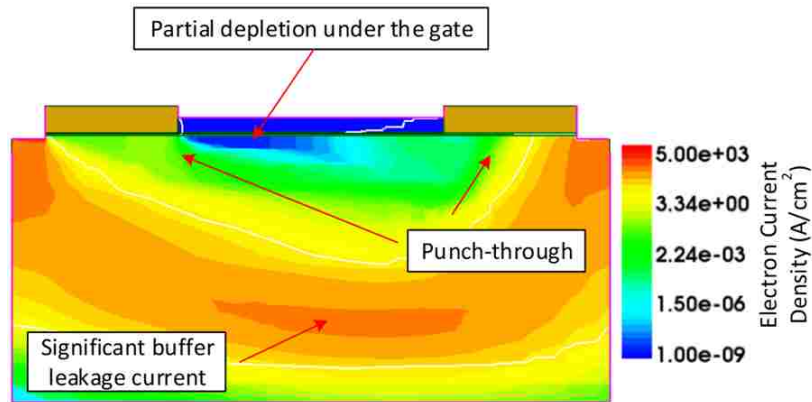 Partial depletion under the gate
5.00e+03
3.34e+00
2.24e-03
1.50e-06
1.00e-09
Electron Current
Density (A/cm²)
Punch-through
Significant buffer
leakage current